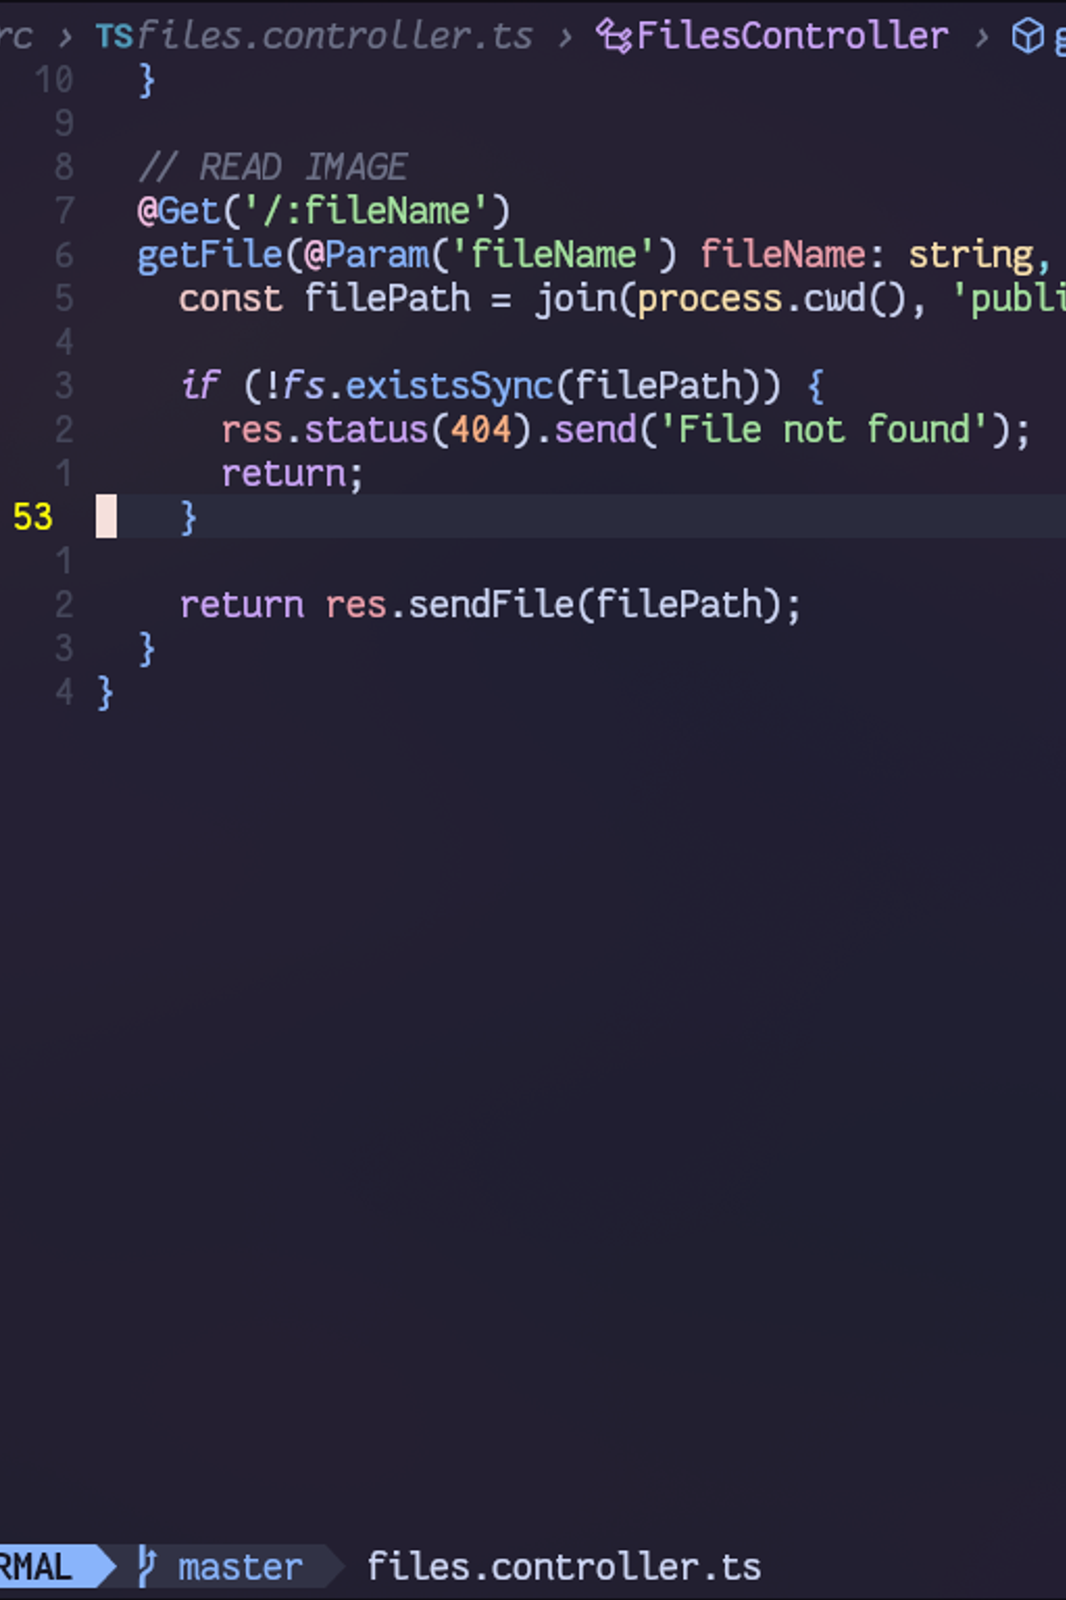 rc › TS files.controller.ts › FilesController › g
10 }
9
8 // READ IMAGE
7 @Get('/:fileName')
6 getFile(@Param('fileName') fileName: string,
5 const filePath = join(process.cwd(), 'publi
4
3 if (!fs.existsSync(filePath)) {
2 res.status(404).send('File not found');
1 return;
53 }
1
2 return res.sendFile(filePath);
3 }
4 }
RMAL master files.controller.ts